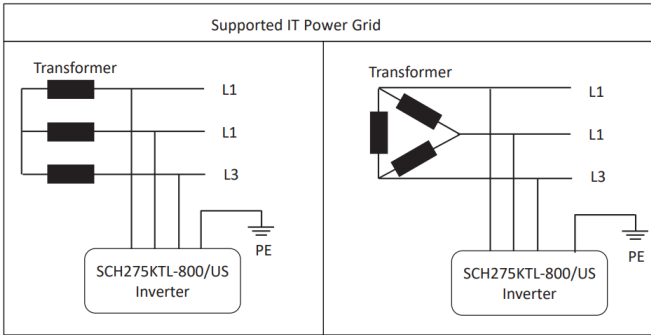 Supported IT Power Grid
Transformer
L1
L1
L3
PE
SCH275KTL-800/US
Inverter
Transformer
L1
L1
L3
PE
SCH275KTL-800/US
Inverter